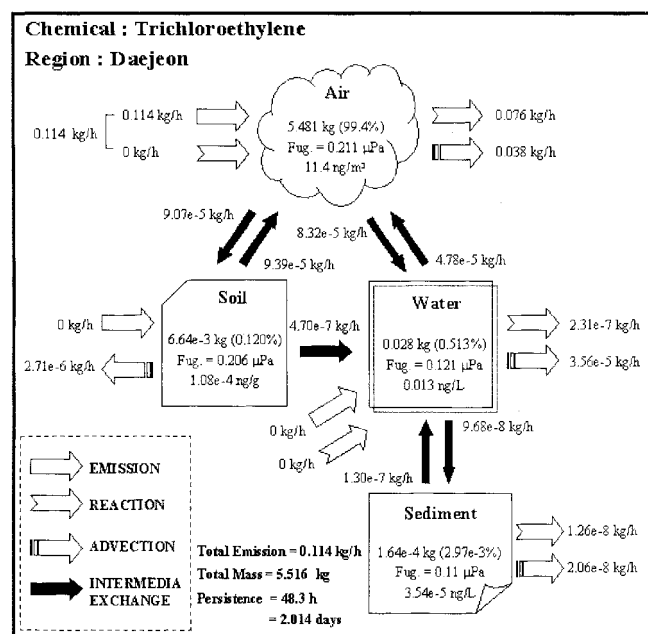 Chemical : Trichloroethylene
Region : Daejeon
Air
5.481 kg (99.4%)
Fug. = 0.211 µPa
11.4 ng/m³
0.114 kg/h
0.114 kg/h
0 kg/h
0.076 kg/h
0.038 kg/h
9.07e-5 kg/h
9.39e-5 kg/h
8.32e-5 kg/h
4.78e-5 kg/h
Soil
6.64e-3 kg (0.120%)
Fug. = 0.206 µPa
1.08e-4 ng/g
0 kg/h
2.71e-6 kg/h
4.70e-7 kg/h
Water
0.028 kg (0.513%)
Fug. = 0.121 µPa
0.013 ng/L
2.31e-7 kg/h
3.56e-5 kg/h
0 kg/h
0 kg/h
1.30e-7 kg/h
9.68e-8 kg/h
Sediment
1.64e-4 kg (2.97e-3%)
Fug. = 0.11 µPa
3.54e-5 ng/L
1.26e-8 kg/h
2.06e-8 kg/h
EMISSION
REACTION
ADVECTION
INTERMEDIA
EXCHANGE
Total Emission = 0.114 kg/h
Total Mass = 5.516 kg
Persistence = 48.3 h
= 2.014 days